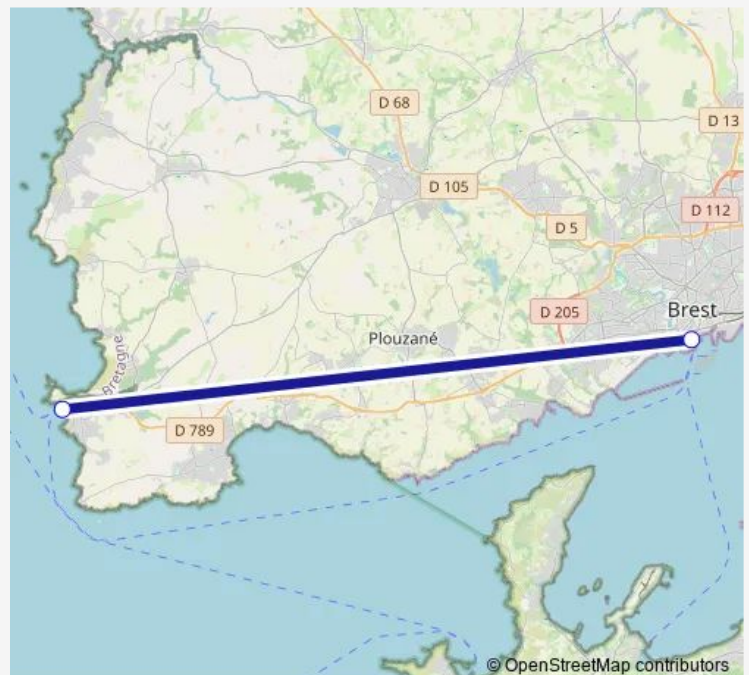 D 68
D 13
D 105
D 112
D 5
D 205
Brest
Plouzané
Bretagne
D 789
© OpenStreetMap contributors